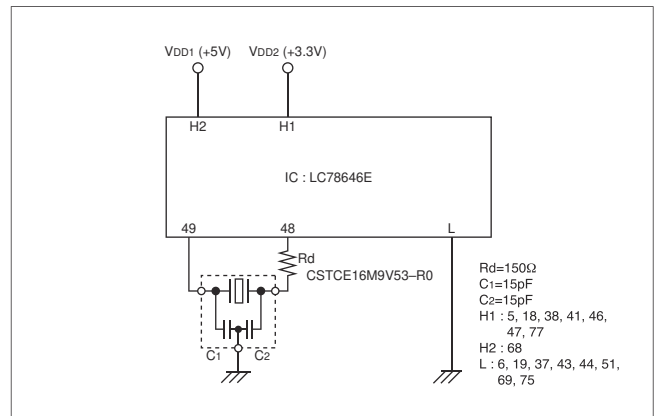 VDD1 (+5V) VDD2 (+3.3V)
H2 H1
IC : LC78646E
49 48 L
Rd
CSTCE16M9V53–R0
C1 C2
Rd=150Ω
C1=15pF
C2=15pF
H1 : 5, 18, 38, 41, 46,
47, 77
H2 : 68
L : 6, 19, 37, 43, 44, 51,
69, 75